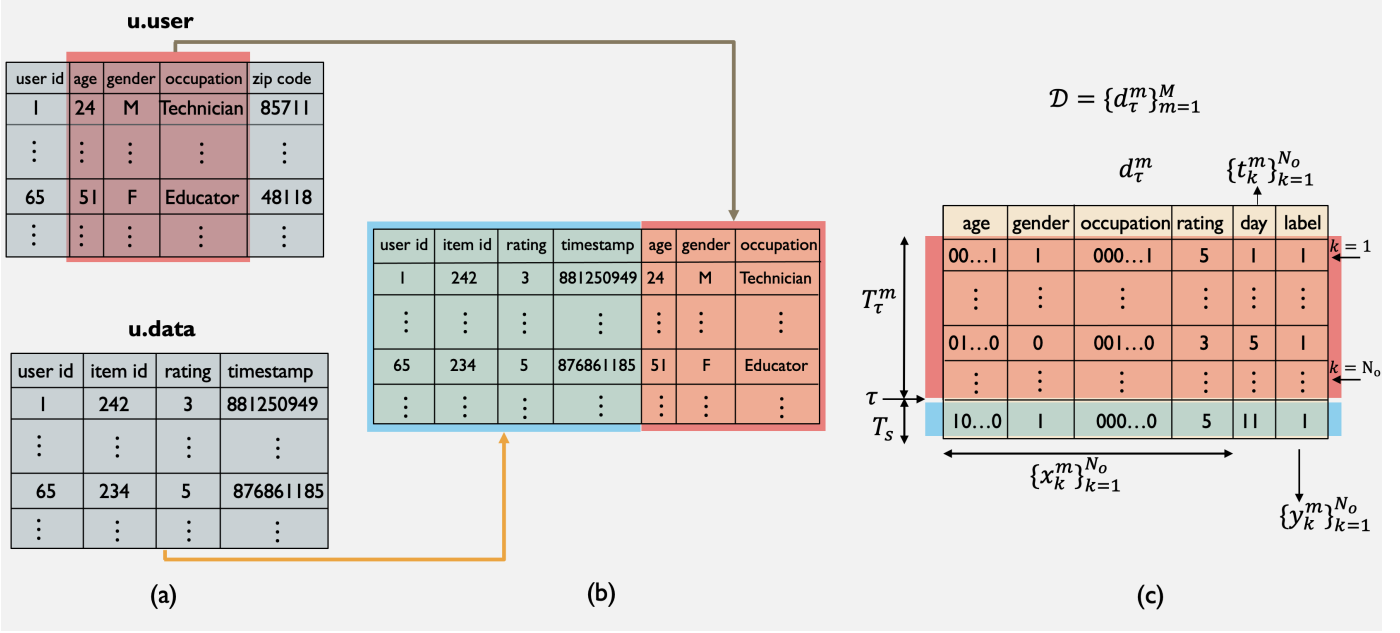 u.user
user id age gender occupation zip code
1 24 M Technician 85711
⋮ ⋮ ⋮ ⋮ ⋮
65 51 F Educator 48118
⋮ ⋮ ⋮ ⋮ ⋮
u.data
user id item id rating timestamp
1 242 3 881250949
⋮ ⋮ ⋮ ⋮
65 234 5 876861185
⋮ ⋮ ⋮ ⋮
(a)
user id item id rating timestamp age gender occupation
1 242 3 881250949 24 M Technician
⋮ ⋮ ⋮ ⋮ ⋮ ⋮ ⋮
65 234 5 876861185 51 F Educator
⋮ ⋮ ⋮ ⋮ ⋮ ⋮ ⋮
(b)
𝒟 = {d_τ^m}_{m=1}^M
d_τ^m {t_k^m}_{k=1}^{N_o}
age gender occupation rating day label
00...1 1 000...1 5 1 1 k = 1
T_τ^m ⋮ ⋮ ⋮ ⋮ ⋮ ⋮
01...0 0 001...0 3 5 1
⋮ ⋮ ⋮ ⋮ ⋮ ⋮ k = N_o
τ
T_s 10...0 1 000...0 5 11 1
{x_k^m}_{k=1}^{N_o}
{y_k^m}_{k=1}^{N_o}
(c)